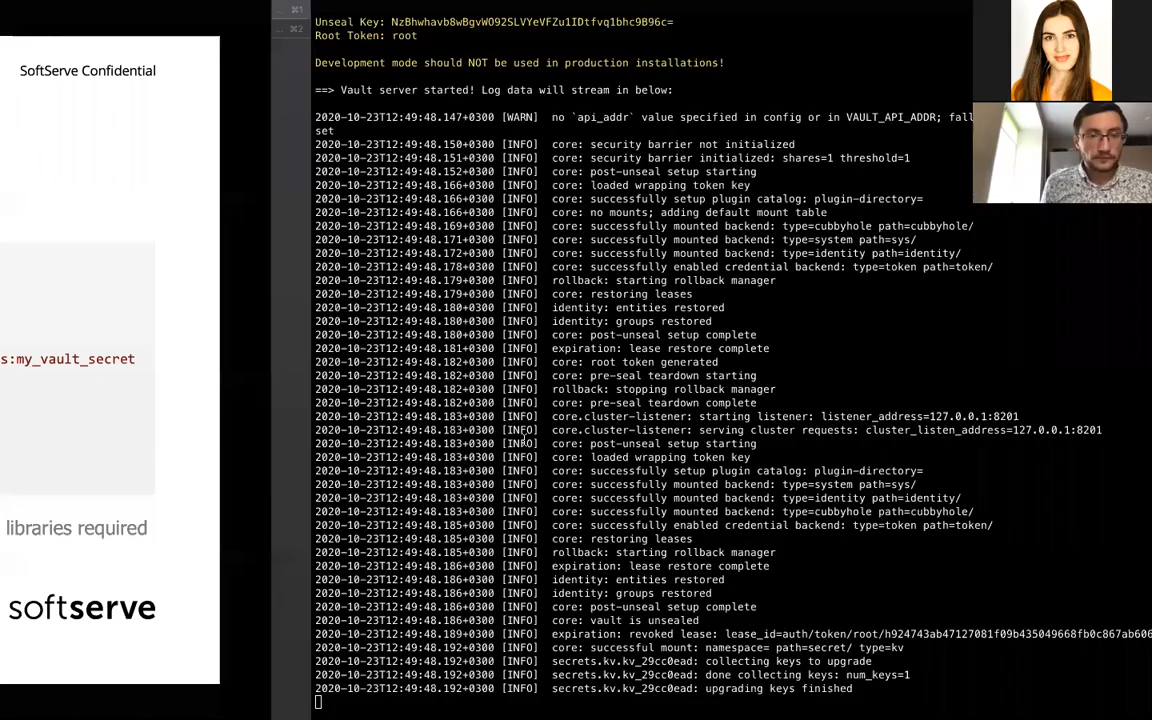 SoftServe Confidential
s:my_vault_secret
libraries required
softserve
⌘1
⌘2
Unseal Key: NzBhwhavb8wBgvWO92SLVYeVFZu1IDtfvq1bhc9B96c=
Root Token: root
Development mode should NOT be used in production installations!
==> Vault server started! Log data will stream in below:
2020-10-23T12:49:48.147+0300 [WARN]  no `api_addr` value specified in config or in VAULT_API_ADDR; fall
set
2020-10-23T12:49:48.150+0300 [INFO]  core: security barrier not initialized
2020-10-23T12:49:48.151+0300 [INFO]  core: security barrier initialized: shares=1 threshold=1
2020-10-23T12:49:48.152+0300 [INFO]  core: post-unseal setup starting
2020-10-23T12:49:48.166+0300 [INFO]  core: loaded wrapping token key
2020-10-23T12:49:48.166+0300 [INFO]  core: successfully setup plugin catalog: plugin-directory=
2020-10-23T12:49:48.166+0300 [INFO]  core: no mounts; adding default mount table
2020-10-23T12:49:48.169+0300 [INFO]  core: successfully mounted backend: type=cubbyhole path=cubbyhole/
2020-10-23T12:49:48.171+0300 [INFO]  core: successfully mounted backend: type=system path=sys/
2020-10-23T12:49:48.172+0300 [INFO]  core: successfully mounted backend: type=identity path=identity/
2020-10-23T12:49:48.178+0300 [INFO]  core: successfully enabled credential backend: type=token path=token/
2020-10-23T12:49:48.179+0300 [INFO]  rollback: starting rollback manager
2020-10-23T12:49:48.179+0300 [INFO]  core: restoring leases
2020-10-23T12:49:48.180+0300 [INFO]  identity: entities restored
2020-10-23T12:49:48.180+0300 [INFO]  identity: groups restored
2020-10-23T12:49:48.180+0300 [INFO]  core: post-unseal setup complete
2020-10-23T12:49:48.181+0300 [INFO]  expiration: lease restore complete
2020-10-23T12:49:48.182+0300 [INFO]  core: root token generated
2020-10-23T12:49:48.182+0300 [INFO]  core: pre-seal teardown starting
2020-10-23T12:49:48.182+0300 [INFO]  rollback: stopping rollback manager
2020-10-23T12:49:48.182+0300 [INFO]  core: pre-seal teardown complete
2020-10-23T12:49:48.183+0300 [INFO]  core.cluster-listener: starting listener: listener_address=127.0.0.1:8201
2020-10-23T12:49:48.183+0300 [INFO]  core.cluster-listener: serving cluster requests: cluster_listen_address=127.0.0.1:8201
2020-10-23T12:49:48.183+0300 [INFO]  core: post-unseal setup starting
2020-10-23T12:49:48.183+0300 [INFO]  core: loaded wrapping token key
2020-10-23T12:49:48.183+0300 [INFO]  core: successfully setup plugin catalog: plugin-directory=
2020-10-23T12:49:48.183+0300 [INFO]  core: successfully mounted backend: type=system path=sys/
2020-10-23T12:49:48.183+0300 [INFO]  core: successfully mounted backend: type=identity path=identity/
2020-10-23T12:49:48.183+0300 [INFO]  core: successfully mounted backend: type=cubbyhole path=cubbyhole/
2020-10-23T12:49:48.185+0300 [INFO]  core: successfully enabled credential backend: type=token path=token/
2020-10-23T12:49:48.185+0300 [INFO]  core: restoring leases
2020-10-23T12:49:48.185+0300 [INFO]  rollback: starting rollback manager
2020-10-23T12:49:48.186+0300 [INFO]  expiration: lease restore complete
2020-10-23T12:49:48.186+0300 [INFO]  identity: entities restored
2020-10-23T12:49:48.186+0300 [INFO]  identity: groups restored
2020-10-23T12:49:48.186+0300 [INFO]  core: post-unseal setup complete
2020-10-23T12:49:48.186+0300 [INFO]  core: vault is unsealed
2020-10-23T12:49:48.189+0300 [INFO]  expiration: revoked lease: lease_id=auth/token/root/h924743ab47127081f09b435049668fb0c867ab606
2020-10-23T12:49:48.192+0300 [INFO]  core: successful mount: namespace= path=secret/ type=kv
2020-10-23T12:49:48.192+0300 [INFO]  secrets.kv.kv_29cc0ead: collecting keys to upgrade
2020-10-23T12:49:48.192+0300 [INFO]  secrets.kv.kv_29cc0ead: done collecting keys: num_keys=1
2020-10-23T12:49:48.192+0300 [INFO]  secrets.kv.kv_29cc0ead: upgrading keys finished